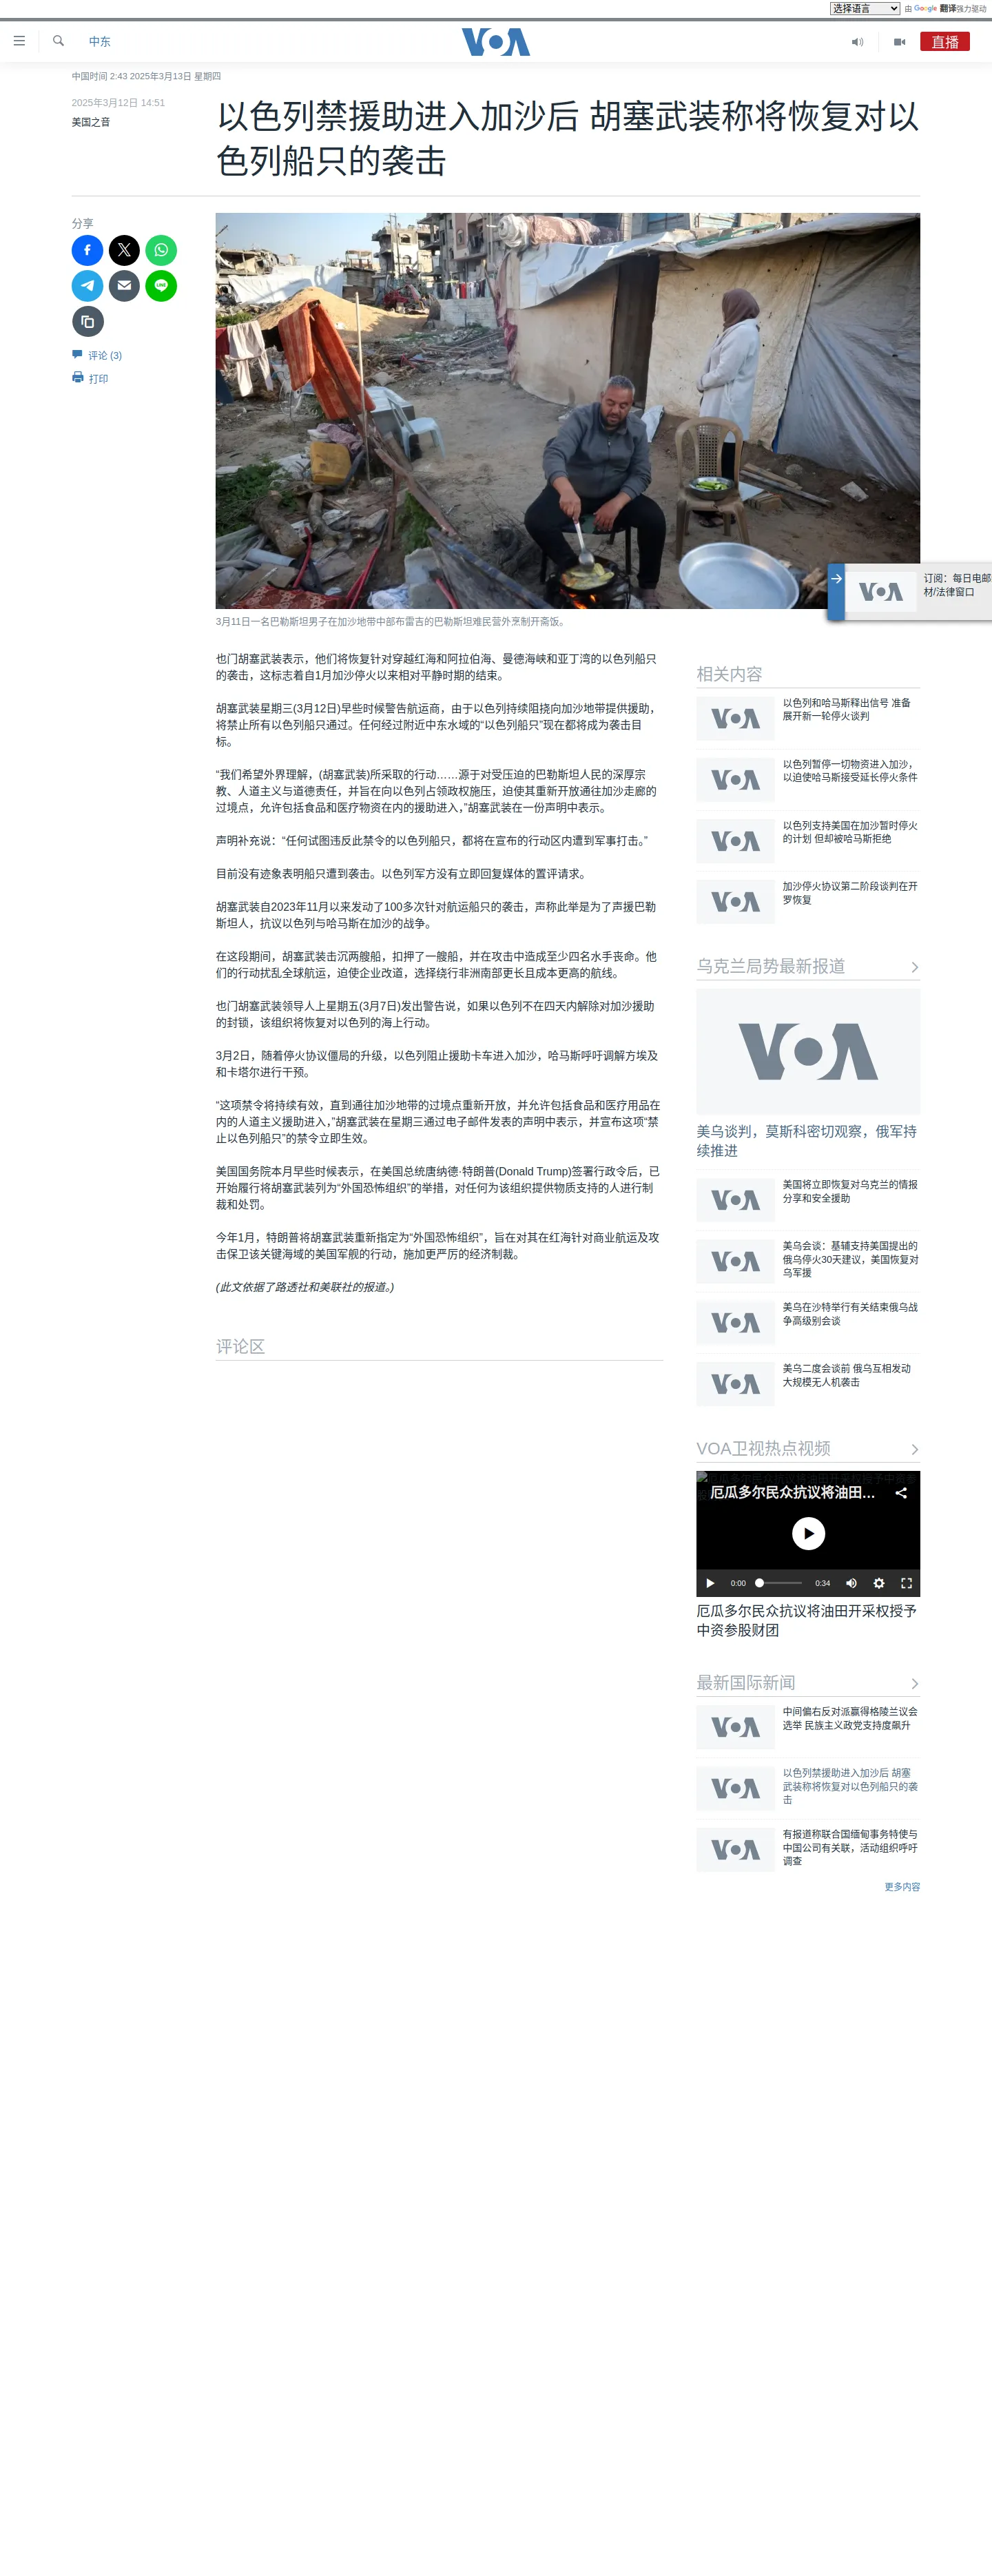 选择语言
由 Google 翻译强力驱动
中东
VOA
直播
中国时间 2:43 2025年3月13日 星期四
2025年3月12日 14:51
美国之音
以色列禁援助进入加沙后 胡塞武装称将恢复对以
色列船只的袭击
分享
LINE
评论 (3)
打印
VOA
订阅：每日电邮
材/法律窗口
3月11日一名巴勒斯坦男子在加沙地带中部布雷吉的巴勒斯坦难民营外烹制开斋饭。
也门胡塞武装表示，他们将恢复针对穿越红海和阿拉伯海、曼德海峡和亚丁湾的以色列船只
的袭击，这标志着自1月加沙停火以来相对平静时期的结束。
胡塞武装星期三(3月12日)早些时候警告航运商，由于以色列持续阻挠向加沙地带提供援助，
将禁止所有以色列船只通过。任何经过附近中东水域的“以色列船只”现在都将成为袭击目
标。
“我们希望外界理解，(胡塞武装)所采取的行动……源于对受压迫的巴勒斯坦人民的深厚宗
教、人道主义与道德责任，并旨在向以色列占领政权施压，迫使其重新开放通往加沙走廊的
过境点，允许包括食品和医疗物资在内的援助进入，”胡塞武装在一份声明中表示。
声明补充说：“任何试图违反此禁令的以色列船只，都将在宣布的行动区内遭到军事打击。”
目前没有迹象表明船只遭到袭击。以色列军方没有立即回复媒体的置评请求。
胡塞武装自2023年11月以来发动了100多次针对航运船只的袭击，声称此举是为了声援巴勒
斯坦人，抗议以色列与哈马斯在加沙的战争。
在这段期间，胡塞武装击沉两艘船，扣押了一艘船，并在攻击中造成至少四名水手丧命。他
们的行动扰乱全球航运，迫使企业改道，选择绕行非洲南部更长且成本更高的航线。
也门胡塞武装领导人上星期五(3月7日)发出警告说，如果以色列不在四天内解除对加沙援助
的封锁，该组织将恢复对以色列的海上行动。
3月2日，随着停火协议僵局的升级，以色列阻止援助卡车进入加沙，哈马斯呼吁调解方埃及
和卡塔尔进行干预。
“这项禁令将持续有效，直到通往加沙地带的过境点重新开放，并允许包括食品和医疗用品在
内的人道主义援助进入，”胡塞武装在星期三通过电子邮件发表的声明中表示，并宣布这项“禁
止以色列船只”的禁令立即生效。
美国国务院本月早些时候表示，在美国总统唐纳德·特朗普(Donald Trump)签署行政令后，已
开始履行将胡塞武装列为“外国恐怖组织”的举措，对任何为该组织提供物质支持的人进行制
裁和处罚。
今年1月，特朗普将胡塞武装重新指定为“外国恐怖组织”，旨在对其在红海针对商业航运及攻
击保卫该关键海域的美国军舰的行动，施加更严厉的经济制裁。
(此文依据了路透社和美联社的报道。)
评论区
相关内容
VOA
以色列和哈马斯释出信号 准备
展开新一轮停火谈判
VOA
以色列暂停一切物资进入加沙，
以迫使哈马斯接受延长停火条件
VOA
以色列支持美国在加沙暂时停火
的计划 但却被哈马斯拒绝
VOA
加沙停火协议第二阶段谈判在开
罗恢复
乌克兰局势最新报道
VOA
美乌谈判，莫斯科密切观察，俄军持
续推进
VOA
美国将立即恢复对乌克兰的情报
分享和安全援助
VOA
美乌会谈：基辅支持美国提出的
俄乌停火30天建议，美国恢复对
乌军援
VOA
美乌在沙特举行有关结束俄乌战
争高级别会谈
VOA
美乌二度会谈前 俄乌互相发动
大规模无人机袭击
VOA卫视热点视频
厄瓜多尔民众抗议将油田...
0:00
0:34
厄瓜多尔民众抗议将油田开采权授予
中资参股财团
最新国际新闻
VOA
中间偏右反对派赢得格陵兰议会
选举 民族主义政党支持度飙升
VOA
以色列禁援助进入加沙后 胡塞
武装称将恢复对以色列船只的袭
击
VOA
有报道称联合国缅甸事务特使与
中国公司有关联，活动组织呼吁
调查
更多内容